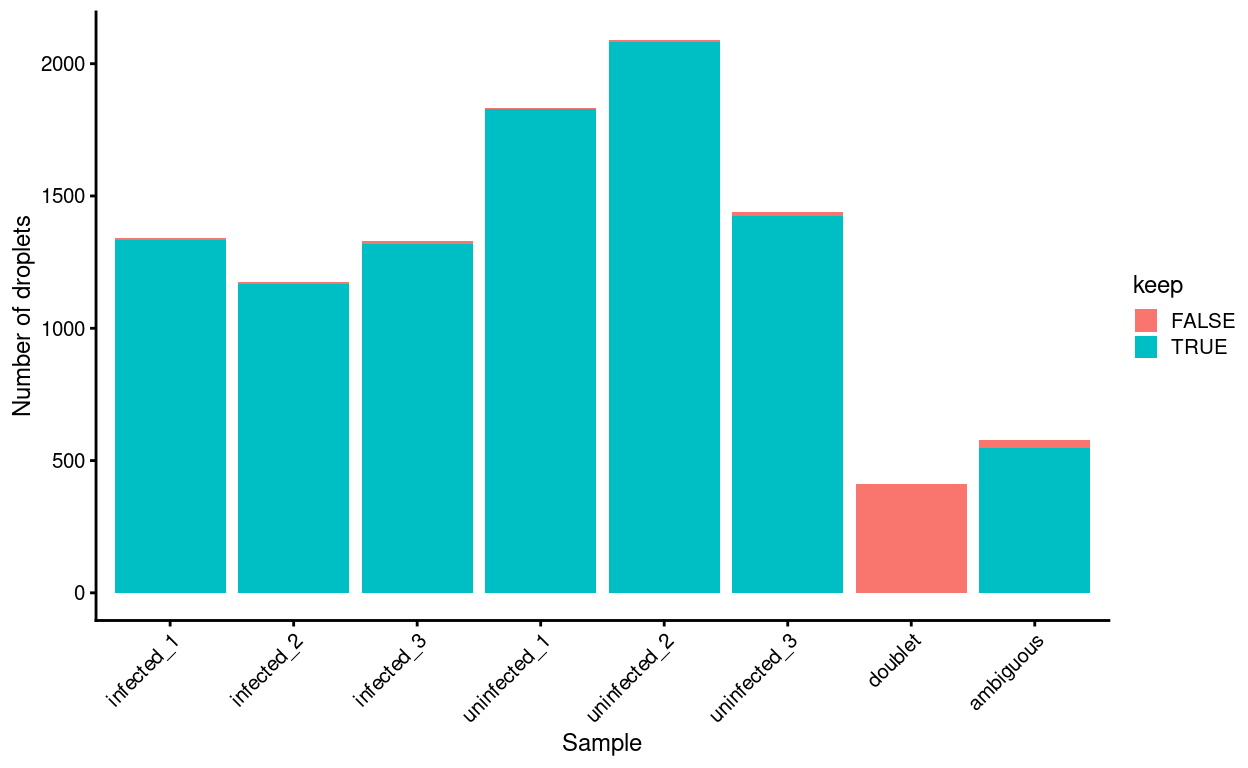 Number of droplets
2000
1500
1000
500
0
infected_1
infected_2
infected_3
uninfected_1
uninfected_2
uninfected_3
doublet
ambiguous
Sample
keep
FALSE
TRUE